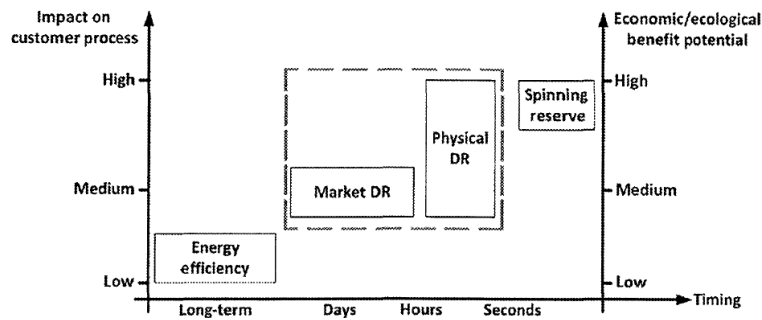 Impact on
customer process
Economic/ecological
benefit potential
High
High
Spinning
reserve
Physical
DR
Medium
Market DR
Medium
Energy
efficiency
Low
Low
Timing
Long-term
Days
Hours
Seconds